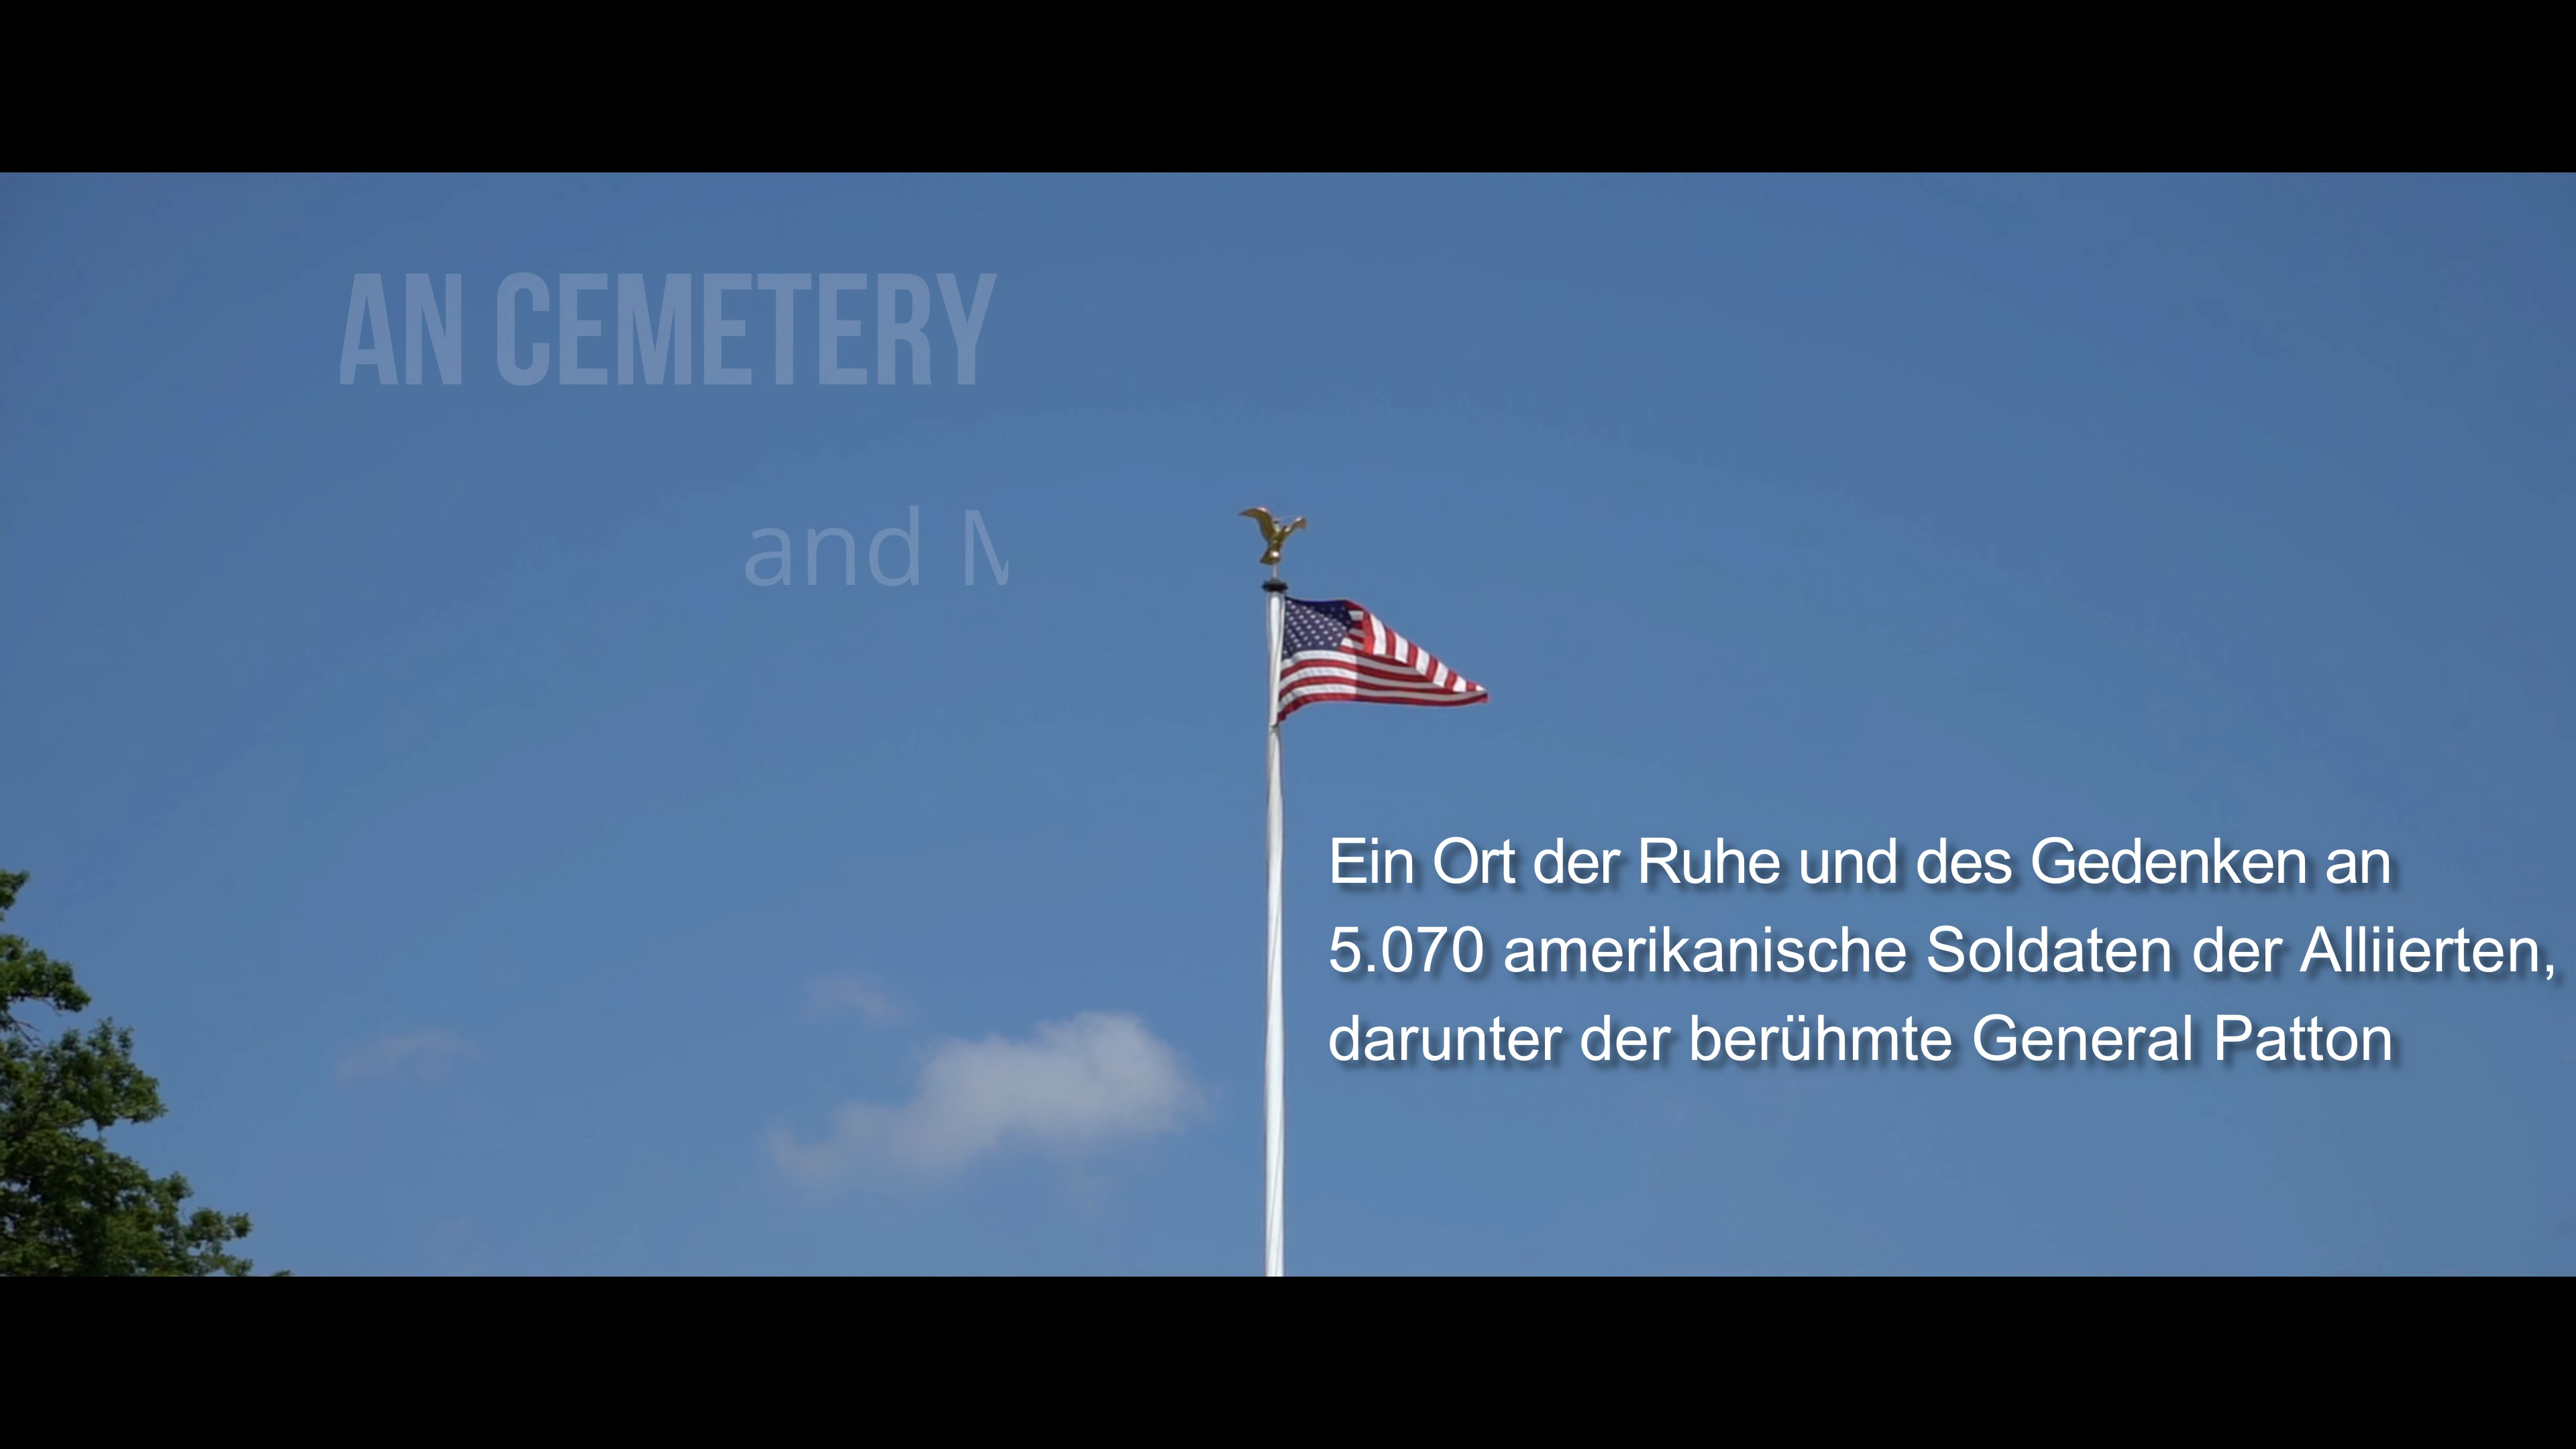 AN CEMETERY
and M
Ein Ort der Ruhe und des Gedenken an
5.070 amerikanische Soldaten der Alliierten,
darunter der berühmte General Patton